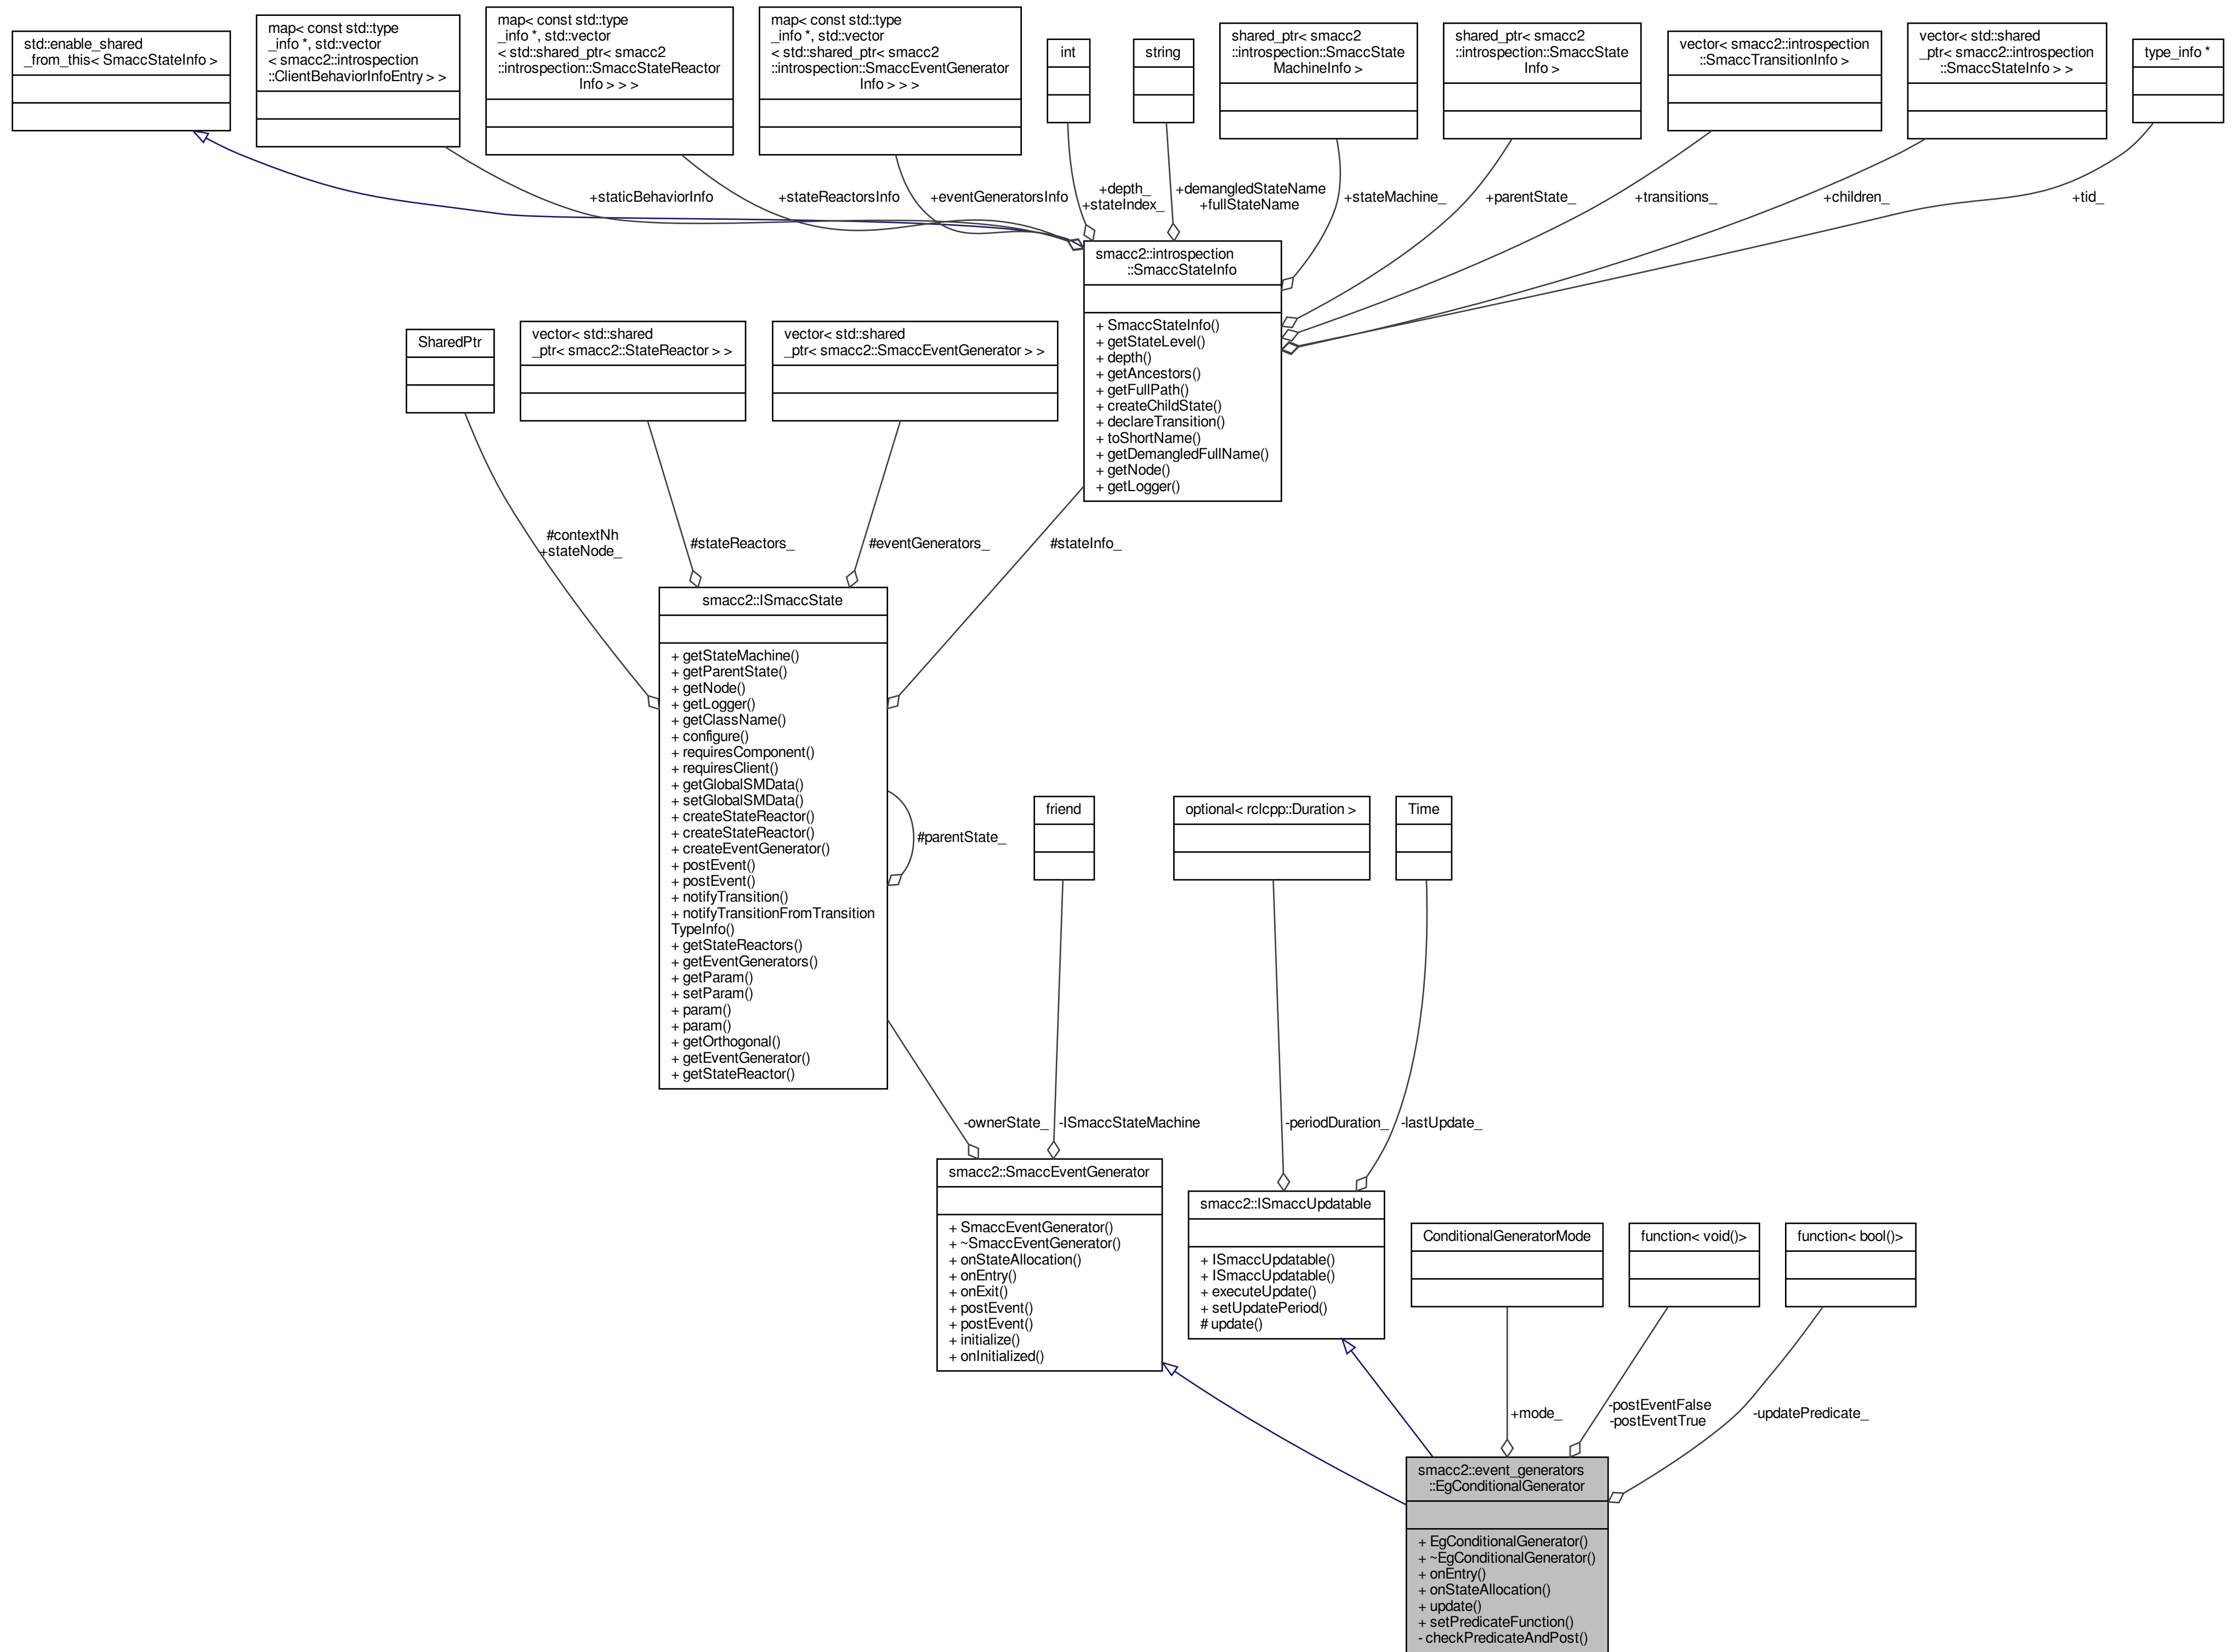 std::enable_shared
_from_this< SmaccStateInfo >
map< const std::type
_info *, std::vector
< smacc2::introspection
::ClientBehaviorInfoEntry > >
map< const std::type
_info *, std::vector
< std::shared_ptr< smacc2
::introspection::SmaccStateReactor
Info > > >
map< const std::type
_info *, std::vector
< std::shared_ptr< smacc2
::introspection::SmaccEventGenerator
Info > > >
int
string
shared_ptr< smacc2
::introspection::SmaccState
MachineInfo >
shared_ptr< smacc2
::introspection::SmaccState
Info >
vector< smacc2::introspection
::SmaccTransitionInfo >
vector< std::shared
_ptr< smacc2::introspection
::SmaccStateInfo > >
type_info *
+staticBehaviorInfo
+stateReactorsInfo
+eventGeneratorsInfo
+depth_
+stateIndex_
+demangledStateName
+fullStateName
+stateMachine_
+parentState_
+transitions_
+children_
+tid_
smacc2::introspection
::SmaccStateInfo
+ SmaccStateInfo()
+ getStateLevel()
+ depth()
+ getAncestors()
+ getFullPath()
+ createChildState()
+ declareTransition()
+ toShortName()
+ getDemangledFullName()
+ getNode()
+ getLogger()
SharedPtr
vector< std::shared
_ptr< smacc2::StateReactor > >
vector< std::shared
_ptr< smacc2::SmaccEventGenerator > >
#contextNh
+stateNode_
#stateReactors_
#eventGenerators_
#stateInfo_
smacc2::ISmaccState
+ getStateMachine()
+ getParentState()
+ getNode()
+ getLogger()
+ getClassName()
+ configure()
+ requiresComponent()
+ requiresClient()
+ getGlobalSMData()
+ setGlobalSMData()
+ createStateReactor()
+ createStateReactor()
+ createEventGenerator()
+ postEvent()
+ postEvent()
+ notifyTransition()
+ notifyTransitionFromTransition
TypeInfo()
+ getStateReactors()
+ getEventGenerators()
+ getParam()
+ setParam()
+ param()
+ param()
+ getOrthogonal()
+ getEventGenerator()
+ getStateReactor()
#parentState_
friend
optional< rclcpp::Duration >
Time
-ownerState_
-ISmaccStateMachine
-periodDuration_
-lastUpdate_
smacc2::SmaccEventGenerator
+ SmaccEventGenerator()
+ ~SmaccEventGenerator()
+ onStateAllocation()
+ onEntry()
+ onExit()
+ postEvent()
+ postEvent()
+ initialize()
+ onInitialized()
smacc2::ISmaccUpdatable
+ ISmaccUpdatable()
+ ISmaccUpdatable()
+ executeUpdate()
+ setUpdatePeriod()
# update()
ConditionalGeneratorMode
function< void()>
function< bool()>
+mode_
-postEventFalse
-postEventTrue
-updatePredicate_
smacc2::event_generators
::EgConditionalGenerator
+ EgConditionalGenerator()
+ ~EgConditionalGenerator()
+ onEntry()
+ onStateAllocation()
+ update()
+ setPredicateFunction()
- checkPredicateAndPost()